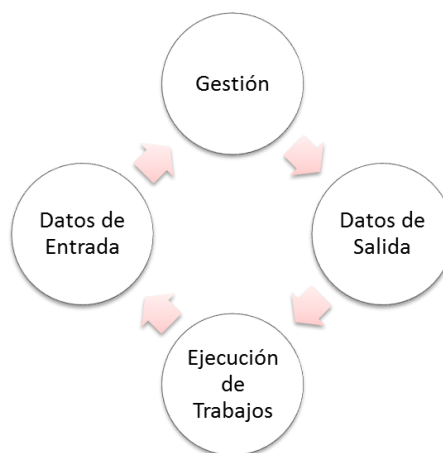 Gestión
Datos de
Entrada
Datos de
Salida
Ejecución
de
Trabajos